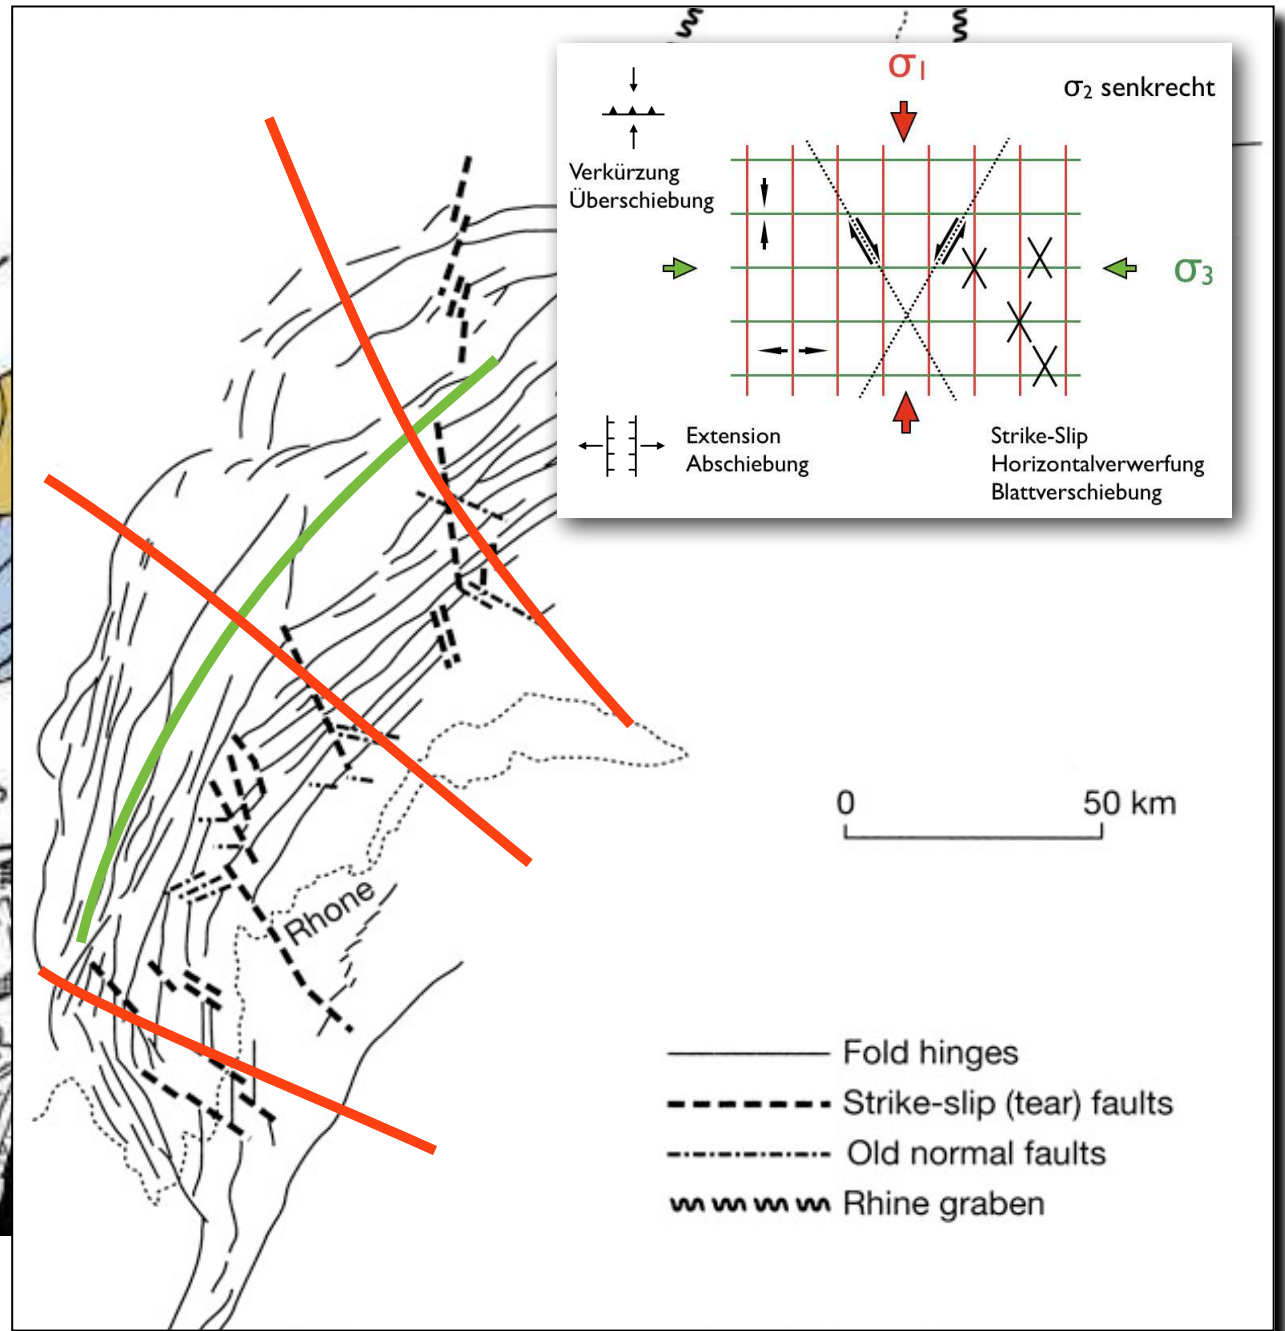 σ1
σ2 senkrecht
Verkürzung
Überschiebung
σ3
Extension
Abschiebung
Strike-Slip
Horizontalverwerfung
Blattverschiebung
0 50 km
Rhone
Fold hinges
Strike-slip (tear) faults
Old normal faults
Rhine graben